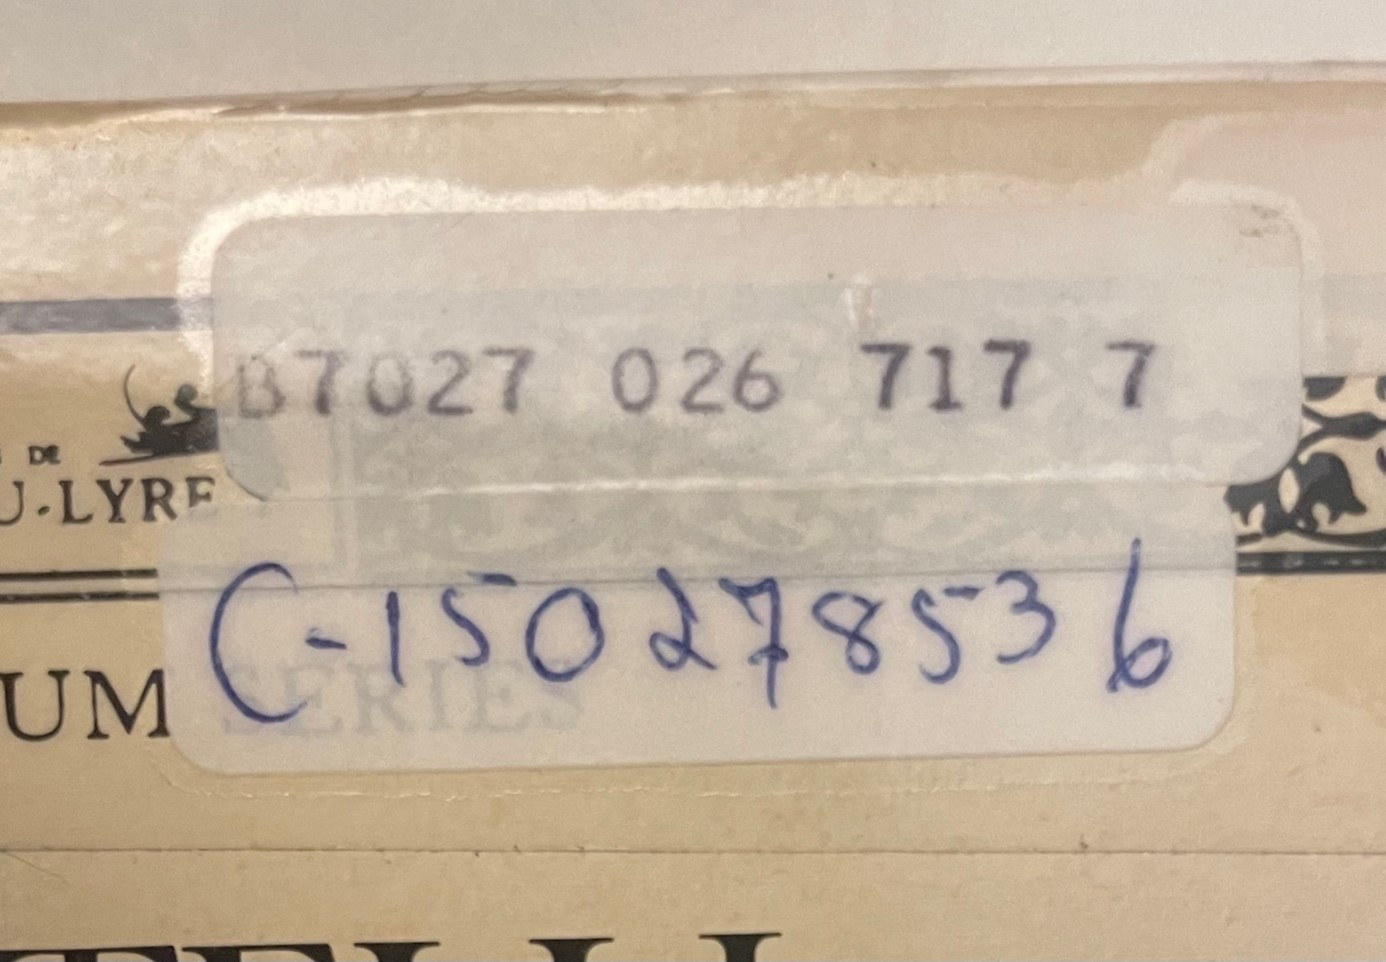 B7027 026 717 7
DE
U·LYRE
C-150278536
UM SERIES